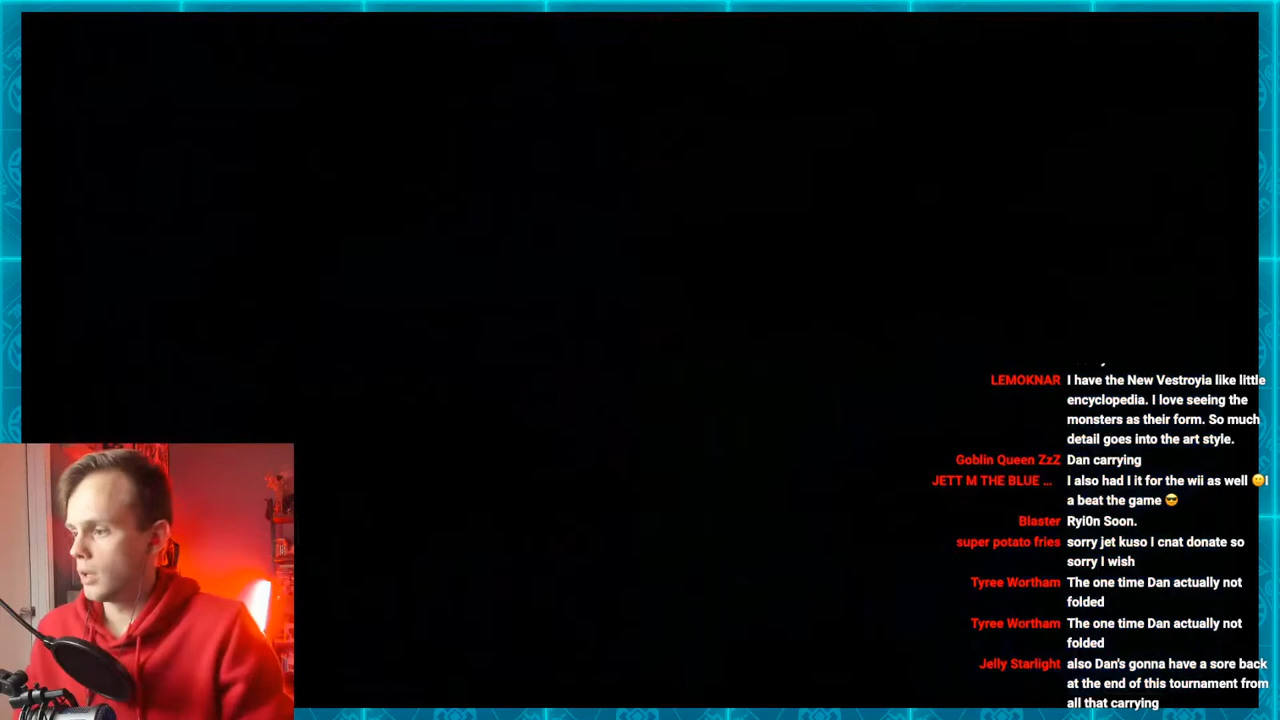 LEMOKNAR I have the New Vestroyia like little
encyclopedia. I love seeing the
monsters as their form. So much
detail goes into the art style.
Goblin Queen ZzZ Dan carrying
JETT M THE BLUE ... I also had I it for the wii as well 🙂I
a beat the game 😎
Blaster Ryi0n Soon.
super potato fries sorry jet kuso I cnat donate so
sorry I wish
Tyree Wortham The one time Dan actually not
folded
Tyree Wortham The one time Dan actually not
folded
Jelly Starlight also Dan's gonna have a sore back
at the end of this tournament from
all that carrying